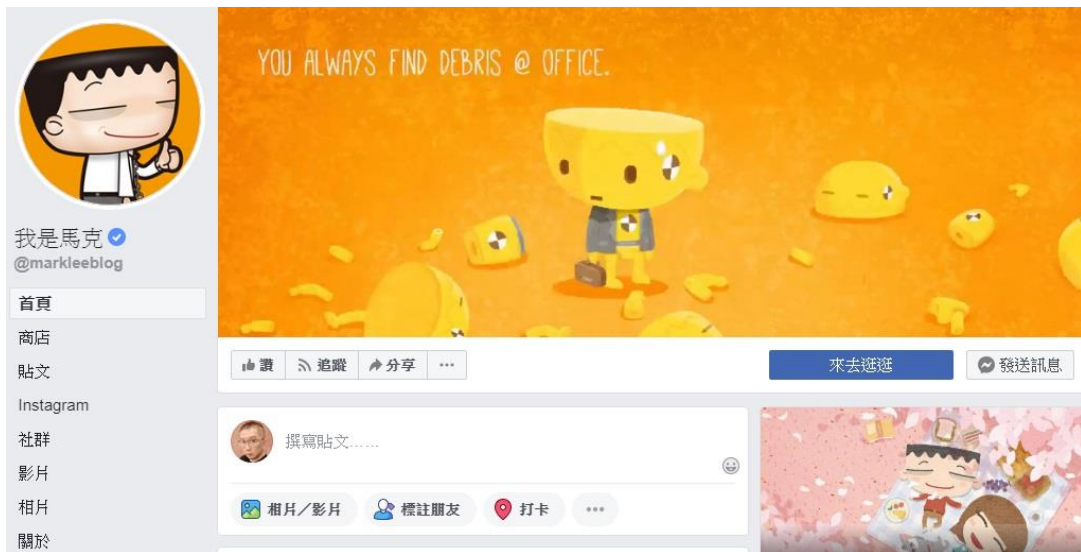 YOU ALWAYS FIND DEBRIS @ OFFICE.
我是馬克
@markleeblog
首頁
商店
貼文
Instagram
社群
影片
相片
關於
讚 追蹤 分享 ...
來去逛逛
發送訊息
撰寫貼文......
相片／影片 標註朋友 打卡 ...